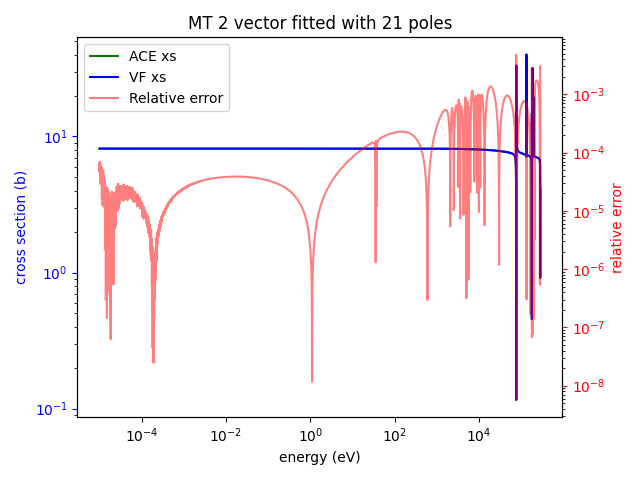 MT 2 vector fitted with 21 poles
ACE xs
VF xs
Relative error
cross section (b)
10¹
10⁰
10⁻¹
relative error
10⁻³
10⁻⁴
10⁻⁵
10⁻⁶
10⁻⁷
10⁻⁸
10⁻⁴ 10⁻² 10⁰ 10² 10⁴
energy (eV)